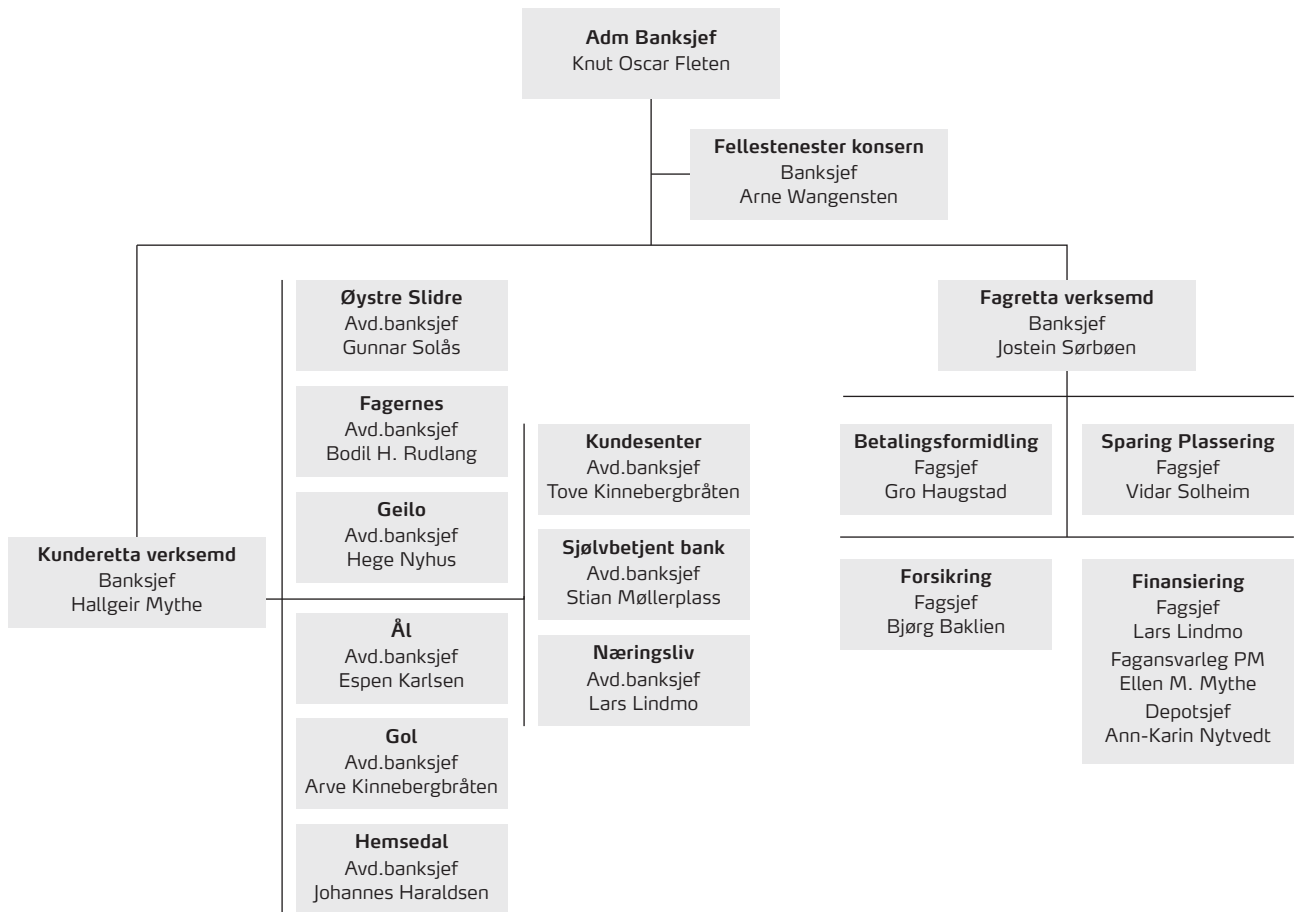 Adm Banksjef
Knut Oscar Fleten
Fellestenester konsern
Banksjef
Arne Wangensten
Kunderetta verksemd
Banksjef
Hallgeir Mythe
Øystre Slidre
Avd.banksjef
Gunnar Solås
Fagernes
Avd.banksjef
Bodil H. Rudlang
Geilo
Avd.banksjef
Hege Nyhus
Ål
Avd.banksjef
Espen Karlsen
Gol
Avd.banksjef
Arve Kinnebergbråten
Hemsedal
Avd.banksjef
Johannes Haraldsen
Kundesenter
Avd.banksjef
Tove Kinnebergbråten
Sjølvbetjent bank
Avd.banksjef
Stian Møllerplass
Næringsliv
Avd.banksjef
Lars Lindmo
Fagretta verksemd
Banksjef
Jostein Sørbøen
Betalingsformidling
Fagsjef
Gro Haugstad
Sparing Plassering
Fagsjef
Vidar Solheim
Forsikring
Fagsjef
Bjørg Baklien
Finansiering
Fagsjef
Lars Lindmo
Fagansvarleg PM
Ellen M. Mythe
Depotsjef
Ann-Karin Nytvedt